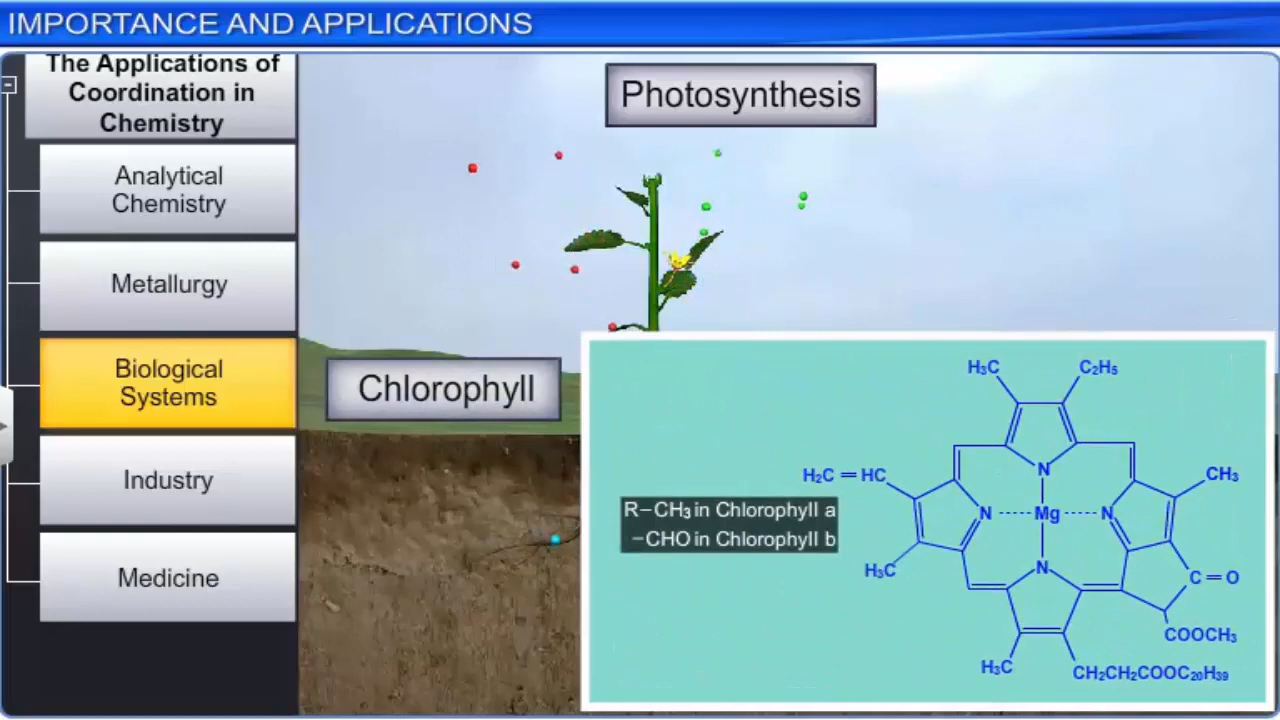 IMPORTANCE AND APPLICATIONS
The Applications of
Coordination in
Chemistry
Analytical
Chemistry
Metallurgy
Biological
Systems
Industry
Medicine
Photosynthesis
Chlorophyll
R–CH₃ in Chlorophyll a
–CHO in Chlorophyll b
H₃C
C₂H₅
H₂C = HC
CH₃
N
N
Mg
N
N
H₃C
C = O
COOCH₃
H₃C
CH₂CH₂COOC₂₀H₃₉